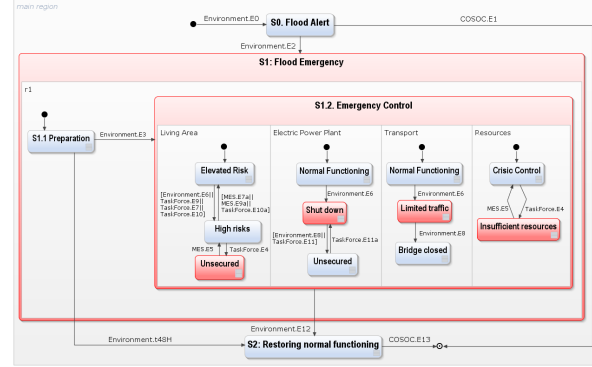 main region
Environment.E0
S0. Flood Alert
COSOC.E1
Environment.E2
S1: Flood Emergency
r1
S1.2. Emergency Control
S1.1 Preparation
Environment.E3
Living Area
Electric Power Plant
Transport
Resources
Elevated Risk
Normal Functioning
Normal Functioning
Crisic Control
[Environment.E6||
TaskForce.E9||
TaskForce.E7||
TaskForce.E10]
[MES.E7a||
MES.E9a||
TaskForce.E10a]
Environment.E6
Environment.E6
MES.E5
TaskForce.E4
Shut down
Limited traffic
Insufficient resources
High risks
[Environment.E8||
TaskForce.E11]
TaskForce.E11a
Environment.E8
MES.E5
TaskForce.E4
Unsecured
Unsecured
Bridge closed
Environment.E12
Environment.t48H
S2: Restoring normal functioning
COSOC.E13